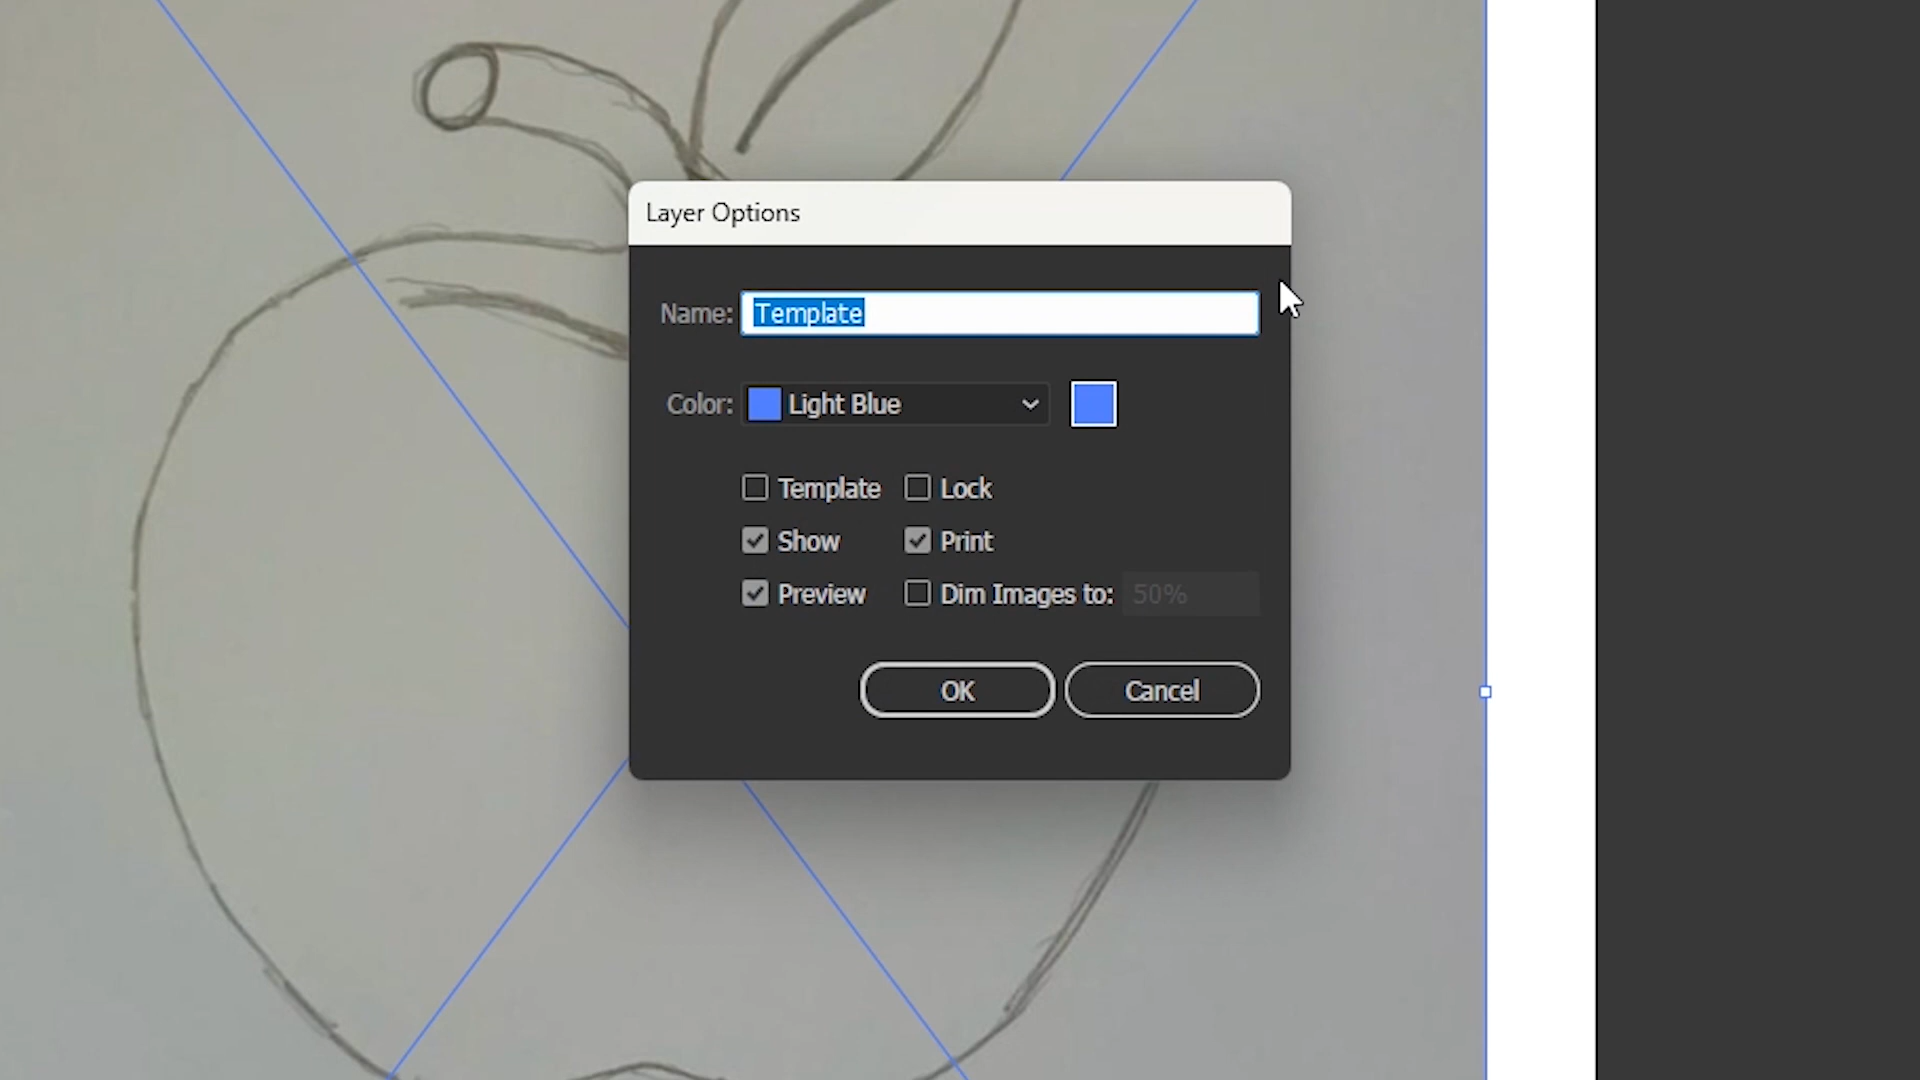 Layer Options
Name: Template
Color: Light Blue
Template Lock
Show Print
Preview Dim Images to: 50%
OK Cancel